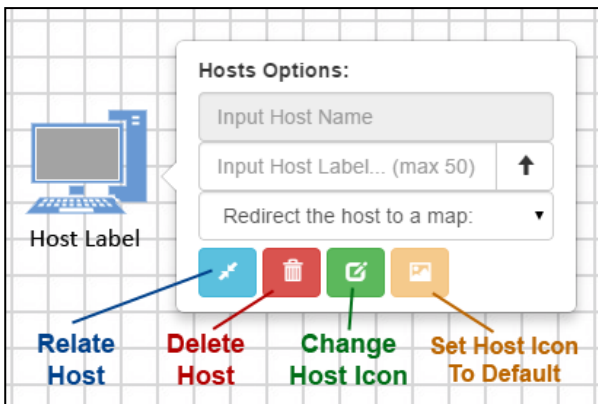 Hosts Options:
Input Host Name
Input Host Label... (max 50)
Redirect the host to a map:
Host Label
Relate
Host
Delete
Host
Change
Host Icon
Set Host Icon
To Default